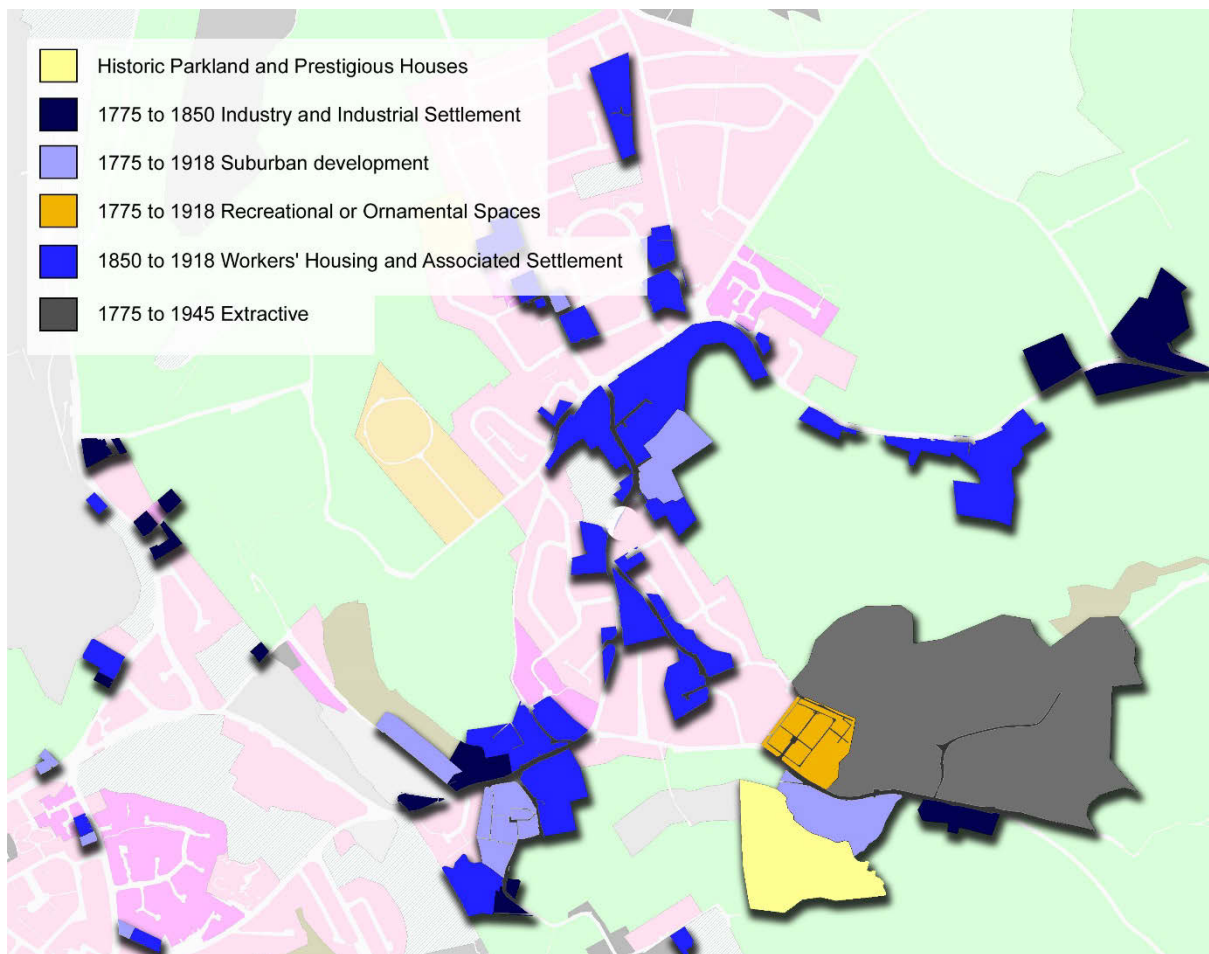 Historic Parkland and Prestigious Houses
1775 to 1850 Industry and Industrial Settlement
1775 to 1918 Suburban development
1775 to 1918 Recreational or Ornamental Spaces
1850 to 1918 Workers' Housing and Associated Settlement
1775 to 1945 Extractive